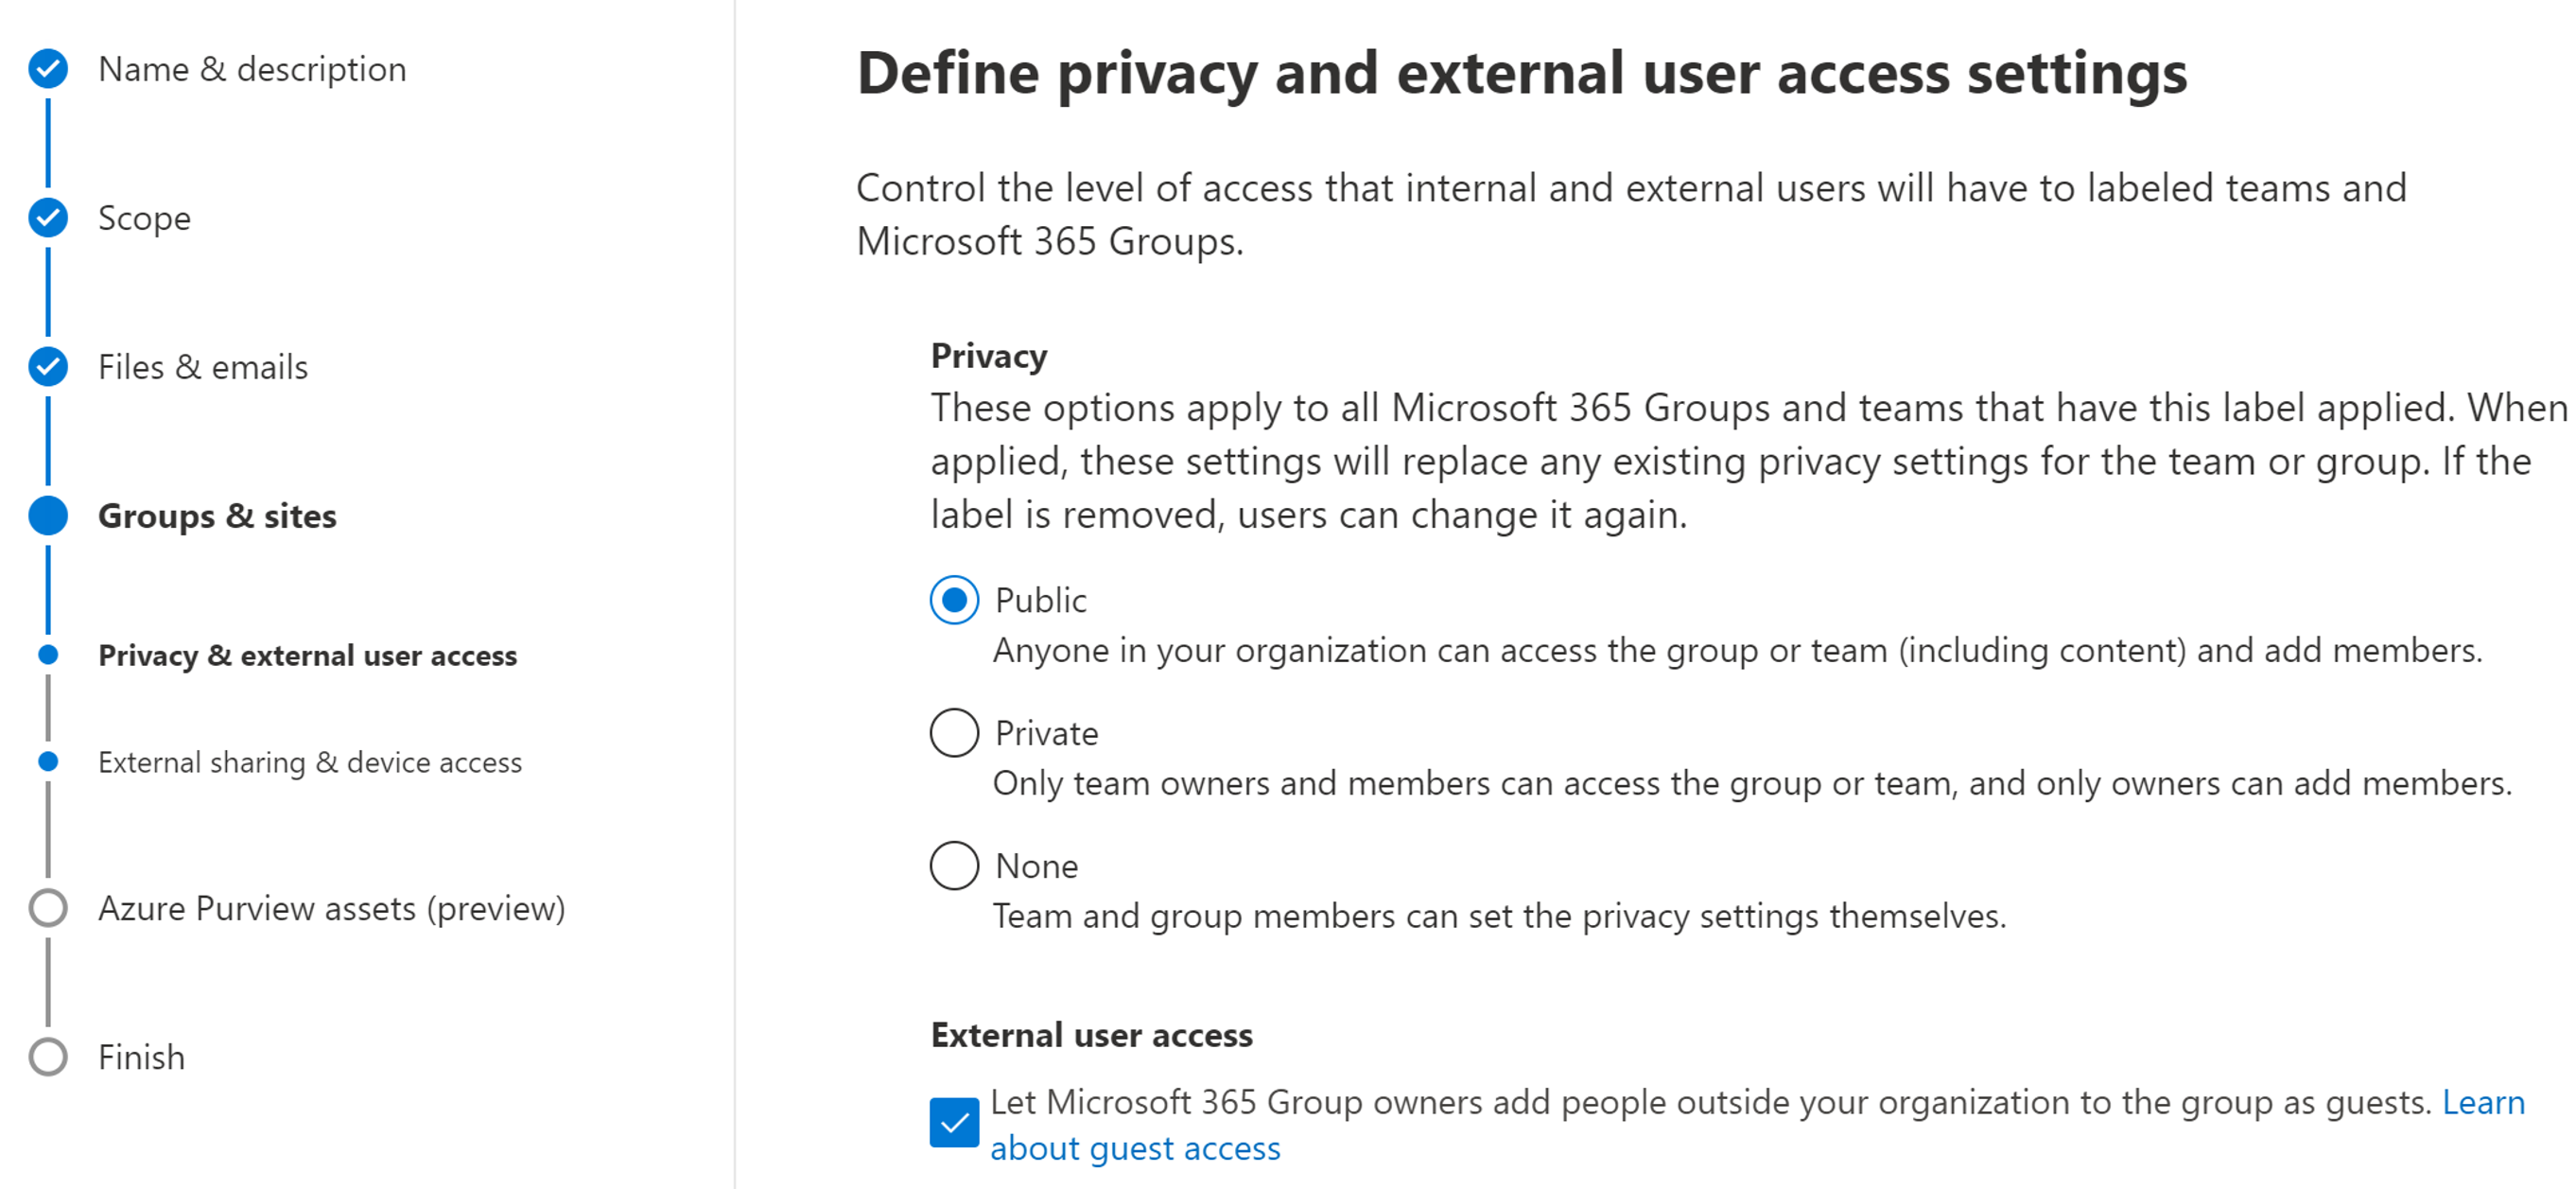 Name & description
Scope
Files & emails
Groups & sites
Privacy & external user access
External sharing & device access
Azure Purview assets (preview)
Finish
Define privacy and external user access settings
Control the level of access that internal and external users will have to labeled teams and
Microsoft 365 Groups.
Privacy
These options apply to all Microsoft 365 Groups and teams that have this label applied. When
applied, these settings will replace any existing privacy settings for the team or group. If the
label is removed, users can change it again.
Public
Anyone in your organization can access the group or team (including content) and add members.
Private
Only team owners and members can access the group or team, and only owners can add members.
None
Team and group members can set the privacy settings themselves.
External user access
Let Microsoft 365 Group owners add people outside your organization to the group as guests. Learn
about guest access